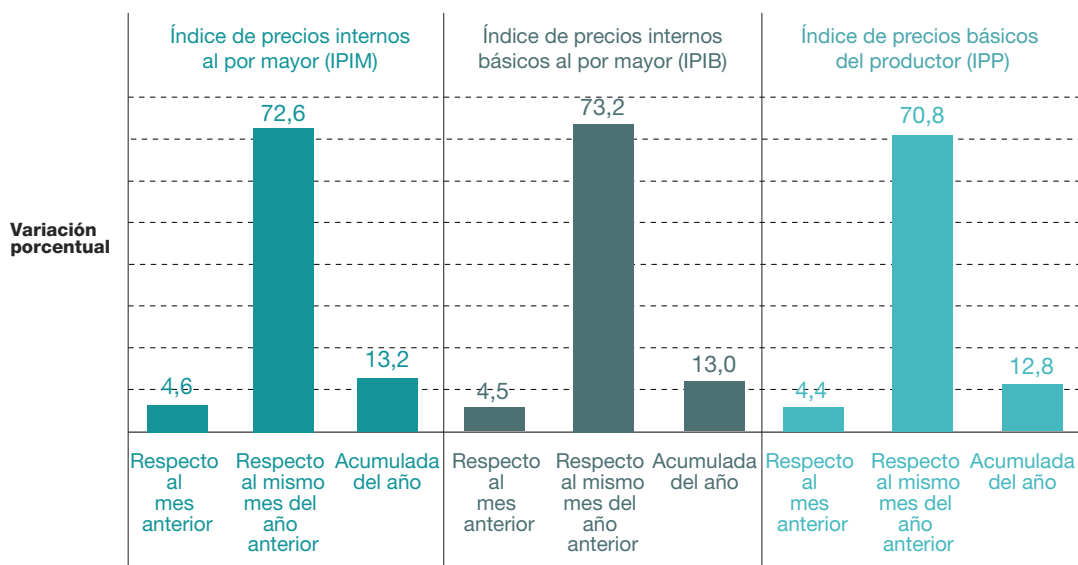 Índice de precios internos
al por mayor (IPIM)
Índice de precios internos
básicos al por mayor (IPIB)
Índice de precios básicos
del productor (IPP)
Variación
porcentual
4,6
72,6
13,2
4,5
73,2
13,0
4,4
70,8
12,8
Respecto
al
mes
anterior
Respecto
al mismo
mes del
año
anterior
Acumulada
del año
Respecto
al
mes
anterior
Respecto
al mismo
mes del
año
anterior
Acumulada
del año
Respecto
al
mes
anterior
Respecto
al mismo
mes del
año
anterior
Acumulada
del año